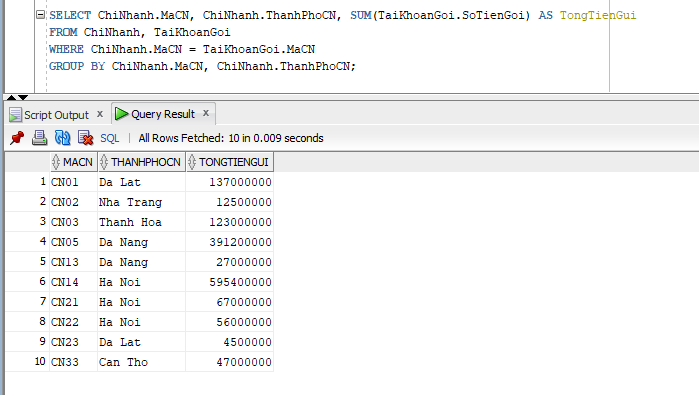 SELECT ChiNhanh.MaCN, ChiNhanh.ThanhPhoCN, SUM(TaiKhoanGoi.SoTienGoi) AS TongTienGui
FROM ChiNhanh, TaiKhoanGoi
WHERE ChiNhanh.MaCN = TaiKhoanGoi.MaCN
GROUP BY ChiNhanh.MaCN, ChiNhanh.ThanhPhoCN;
Script Output x Query Result x
SQL | All Rows Fetched: 10 in 0.009 seconds
MACN THANHPHOCN TONGTIENGUI
1 CN01 Da Lat 137000000
2 CN02 Nha Trang 12500000
3 CN03 Thanh Hoa 123000000
4 CN05 Da Nang 391200000
5 CN13 Da Nang 27000000
6 CN14 Ha Noi 595400000
7 CN21 Ha Noi 67000000
8 CN22 Ha Noi 56000000
9 CN23 Da Lat 4500000
10 CN33 Can Tho 47000000